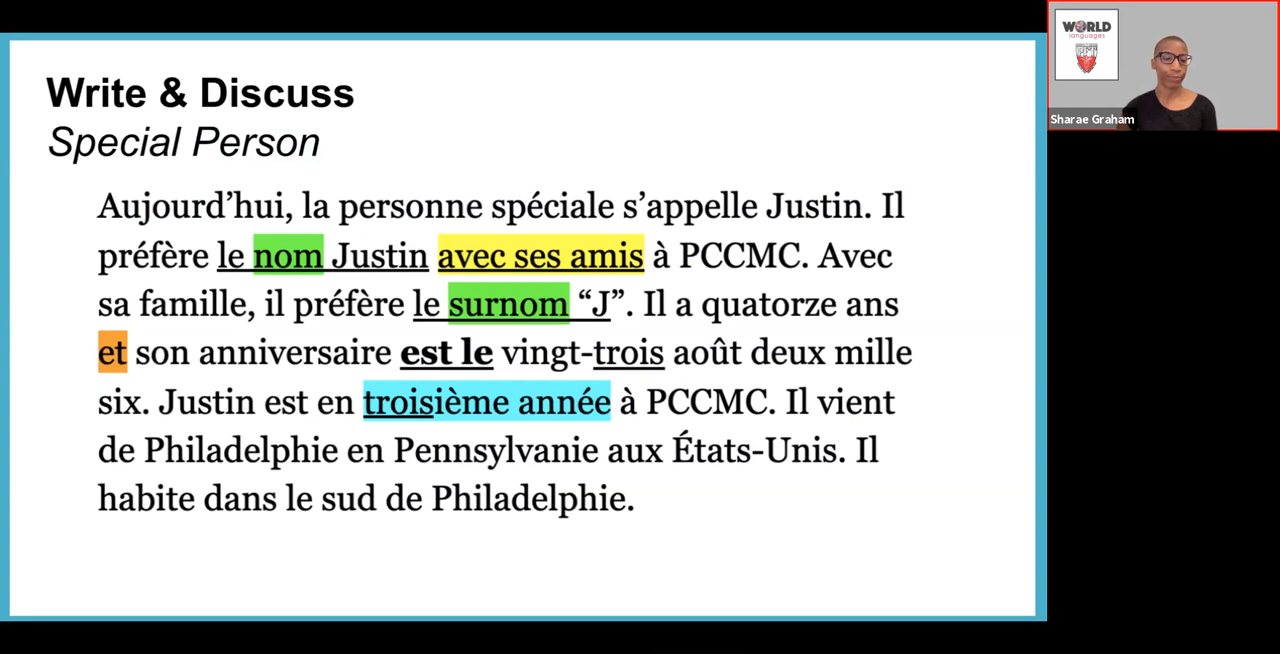 Write & Discuss
Special Person
Aujourd’hui, la personne spéciale s’appelle Justin. Il
préfère le nom Justin avec ses amis à PCCMC. Avec
sa famille, il préfère le surnom “J”. Il a quatorze ans
et son anniversaire est le vingt-trois août deux mille
six. Justin est en troisième année à PCCMC. Il vient
de Philadelphie en Pennsylvanie aux États-Unis. Il
habite dans le sud de Philadelphie.
WORLD
languages
Sharae Graham